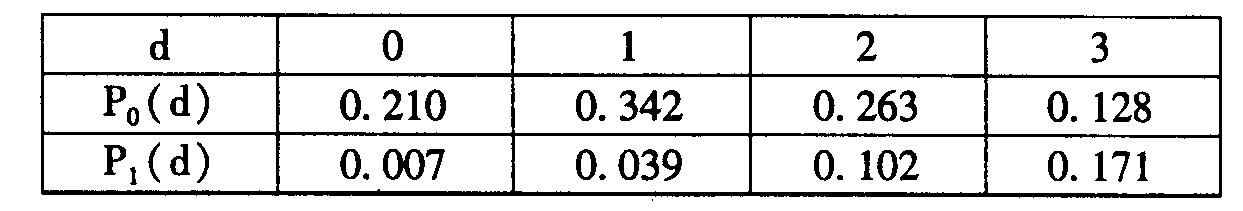 d 0 1 2 3
P₀(d) 0.210 0.342 0.263 0.128
P₁(d) 0.007 0.039 0.102 0.171